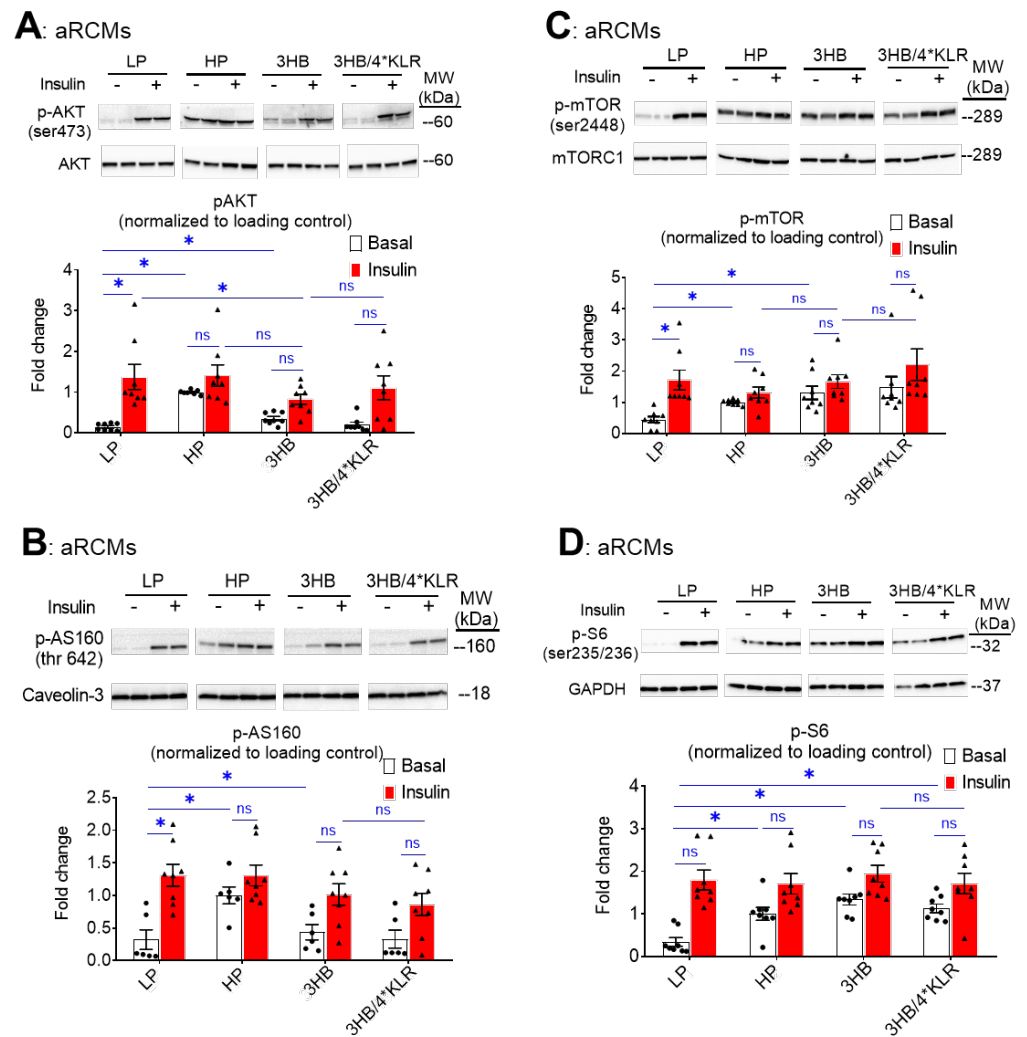 A: aRCMs
LP HP 3HB 3HB/4*KLR MW
Insulin - + - + - + - + (kDa)
p-AKT
(ser473) --60
AKT --60
pAKT
(normalized to loading control)
Basal
Insulin
* * * * ns ns ns ns ns
Fold change
4
3
2
1
0
LP HP 3HB 3HB/4*KLR
B: aRCMs
LP HP 3HB 3HB/4*KLR
MW
Insulin - + - + - + - + (kDa)
p-AS160
(thr 642) --160
Caveolin-3 --18
p-AS160
(normalized to loading control)
Basal
Insulin
* * * ns ns ns ns
Fold change
2.5
2.0
1.5
1.0
0.5
0.0
LP HP 3HB 3HB/4*KLR
C: aRCMs
LP HP 3HB 3HB/4*KLR
MW
Insulin - + - + - + - + (kDa)
p-mTOR
(ser2448) --289
mTORC1 --289
p-mTOR
(normalized to loading control)
Basal
Insulin
* * * ns ns ns ns ns
Fold change
5
4
3
2
1
0
LP HP 3HB 3HB/4*KLR
D: aRCMs
LP HP 3HB 3HB/4*KLR
MW
Insulin - + - + - + - + (kDa)
p-S6
(ser235/236) --32
GAPDH --37
p-S6
(normalized to loading control)
Basal
Insulin
* * * ns ns ns ns ns
Fold change
4
3
2
1
0
LP HP 3HB 3HB/4*KLR